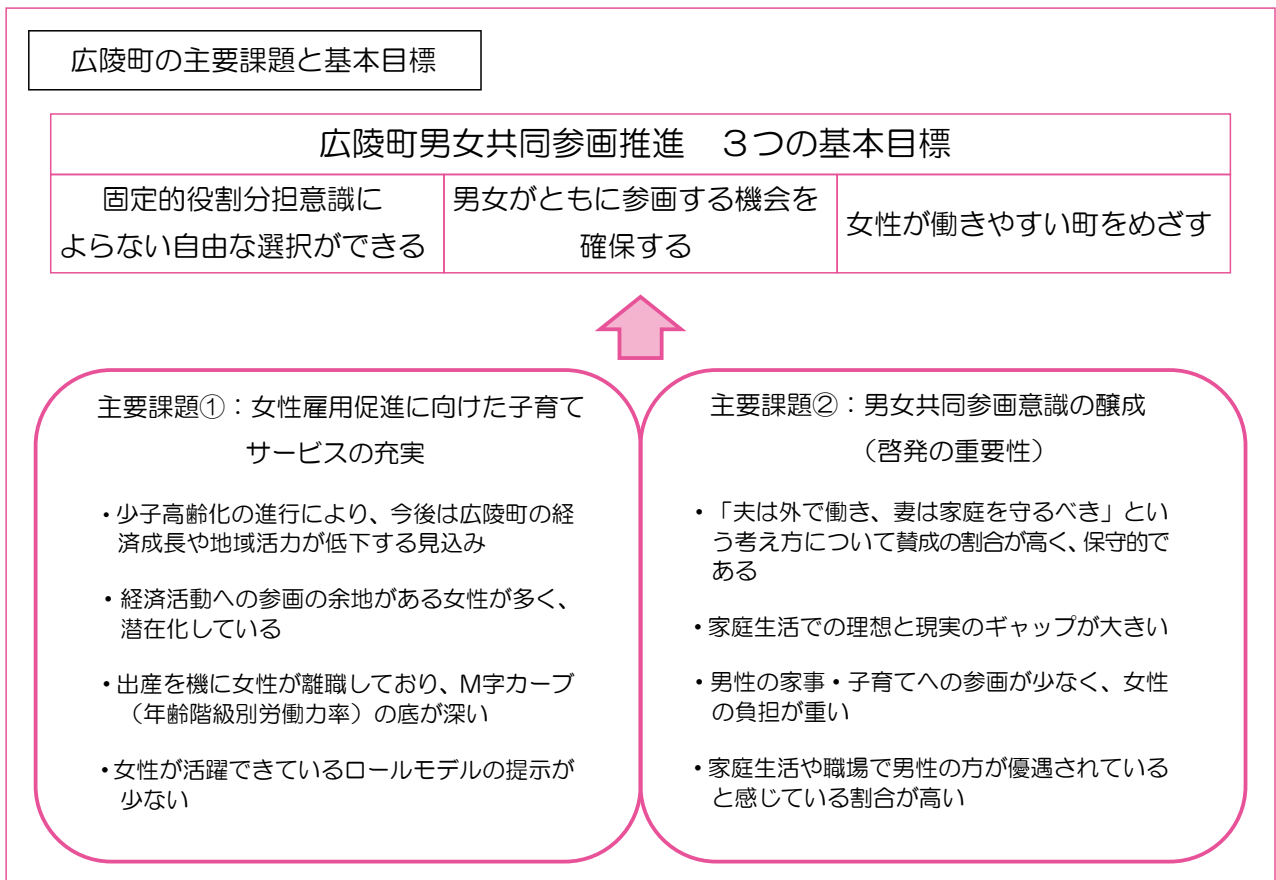 広陵町の主要課題と基本目標
広陵町男女共同参画推進　３つの基本目標
固定的役割分担意識に
よらない自由な選択ができる
男女がともに参画する機会を
確保する
女性が働きやすい町をめざす
主要課題①：女性雇用促進に向けた子育て
サービスの充実
・少子高齢化の進行により、今後は広陵町の経
済成長や地域活力が低下する見込み
・経済活動への参画の余地がある女性が多く、
潜在化している
・出産を機に女性が離職しており、M字カーブ
（年齢階級別労働力率）の底が深い
・女性が活躍できているロールモデルの提示が
少ない
主要課題②：男女共同参画意識の醸成
（啓発の重要性）
・「夫は外で働き、妻は家庭を守るべき」とい
う考え方について賛成の割合が高く、保守的で
ある
・家庭生活での理想と現実のギャップが大きい
・男性の家事・子育てへの参画が少なく、女性
の負担が重い
・家庭生活や職場で男性の方が優遇されている
と感じている割合が高い